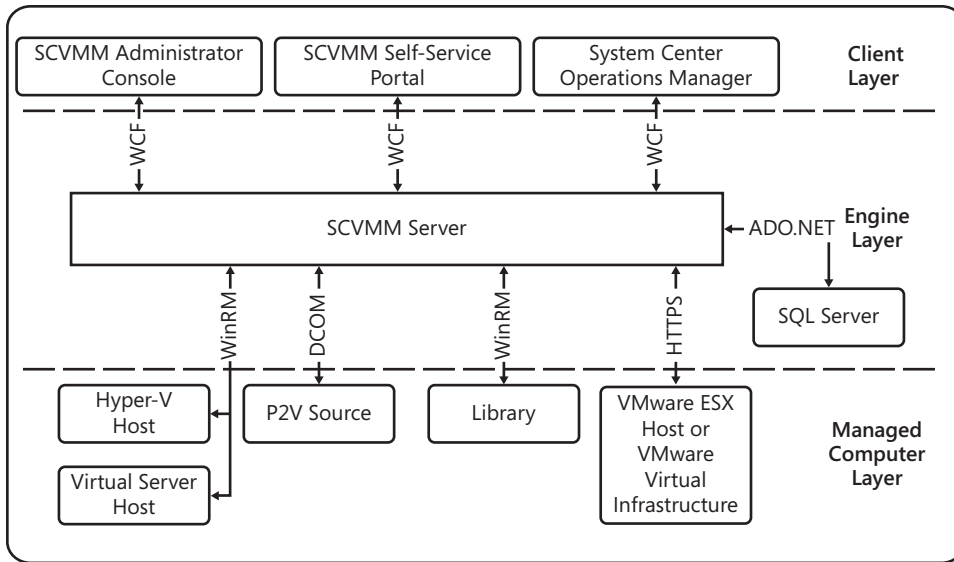 SCVMM Administrator
Console
SCVMM Self-Service
Portal
System Center
Operations Manager
Client
Layer
WCF
WCF
WCF
SCVMM Server
ADO.NET
Engine
Layer
SQL Server
WinRM
DCOM
WinRM
HTTPS
Hyper-V
Host
Virtual Server
Host
P2V Source
Library
VMware ESX
Host or
VMware
Virtual
Infrastructure
Managed
Computer
Layer